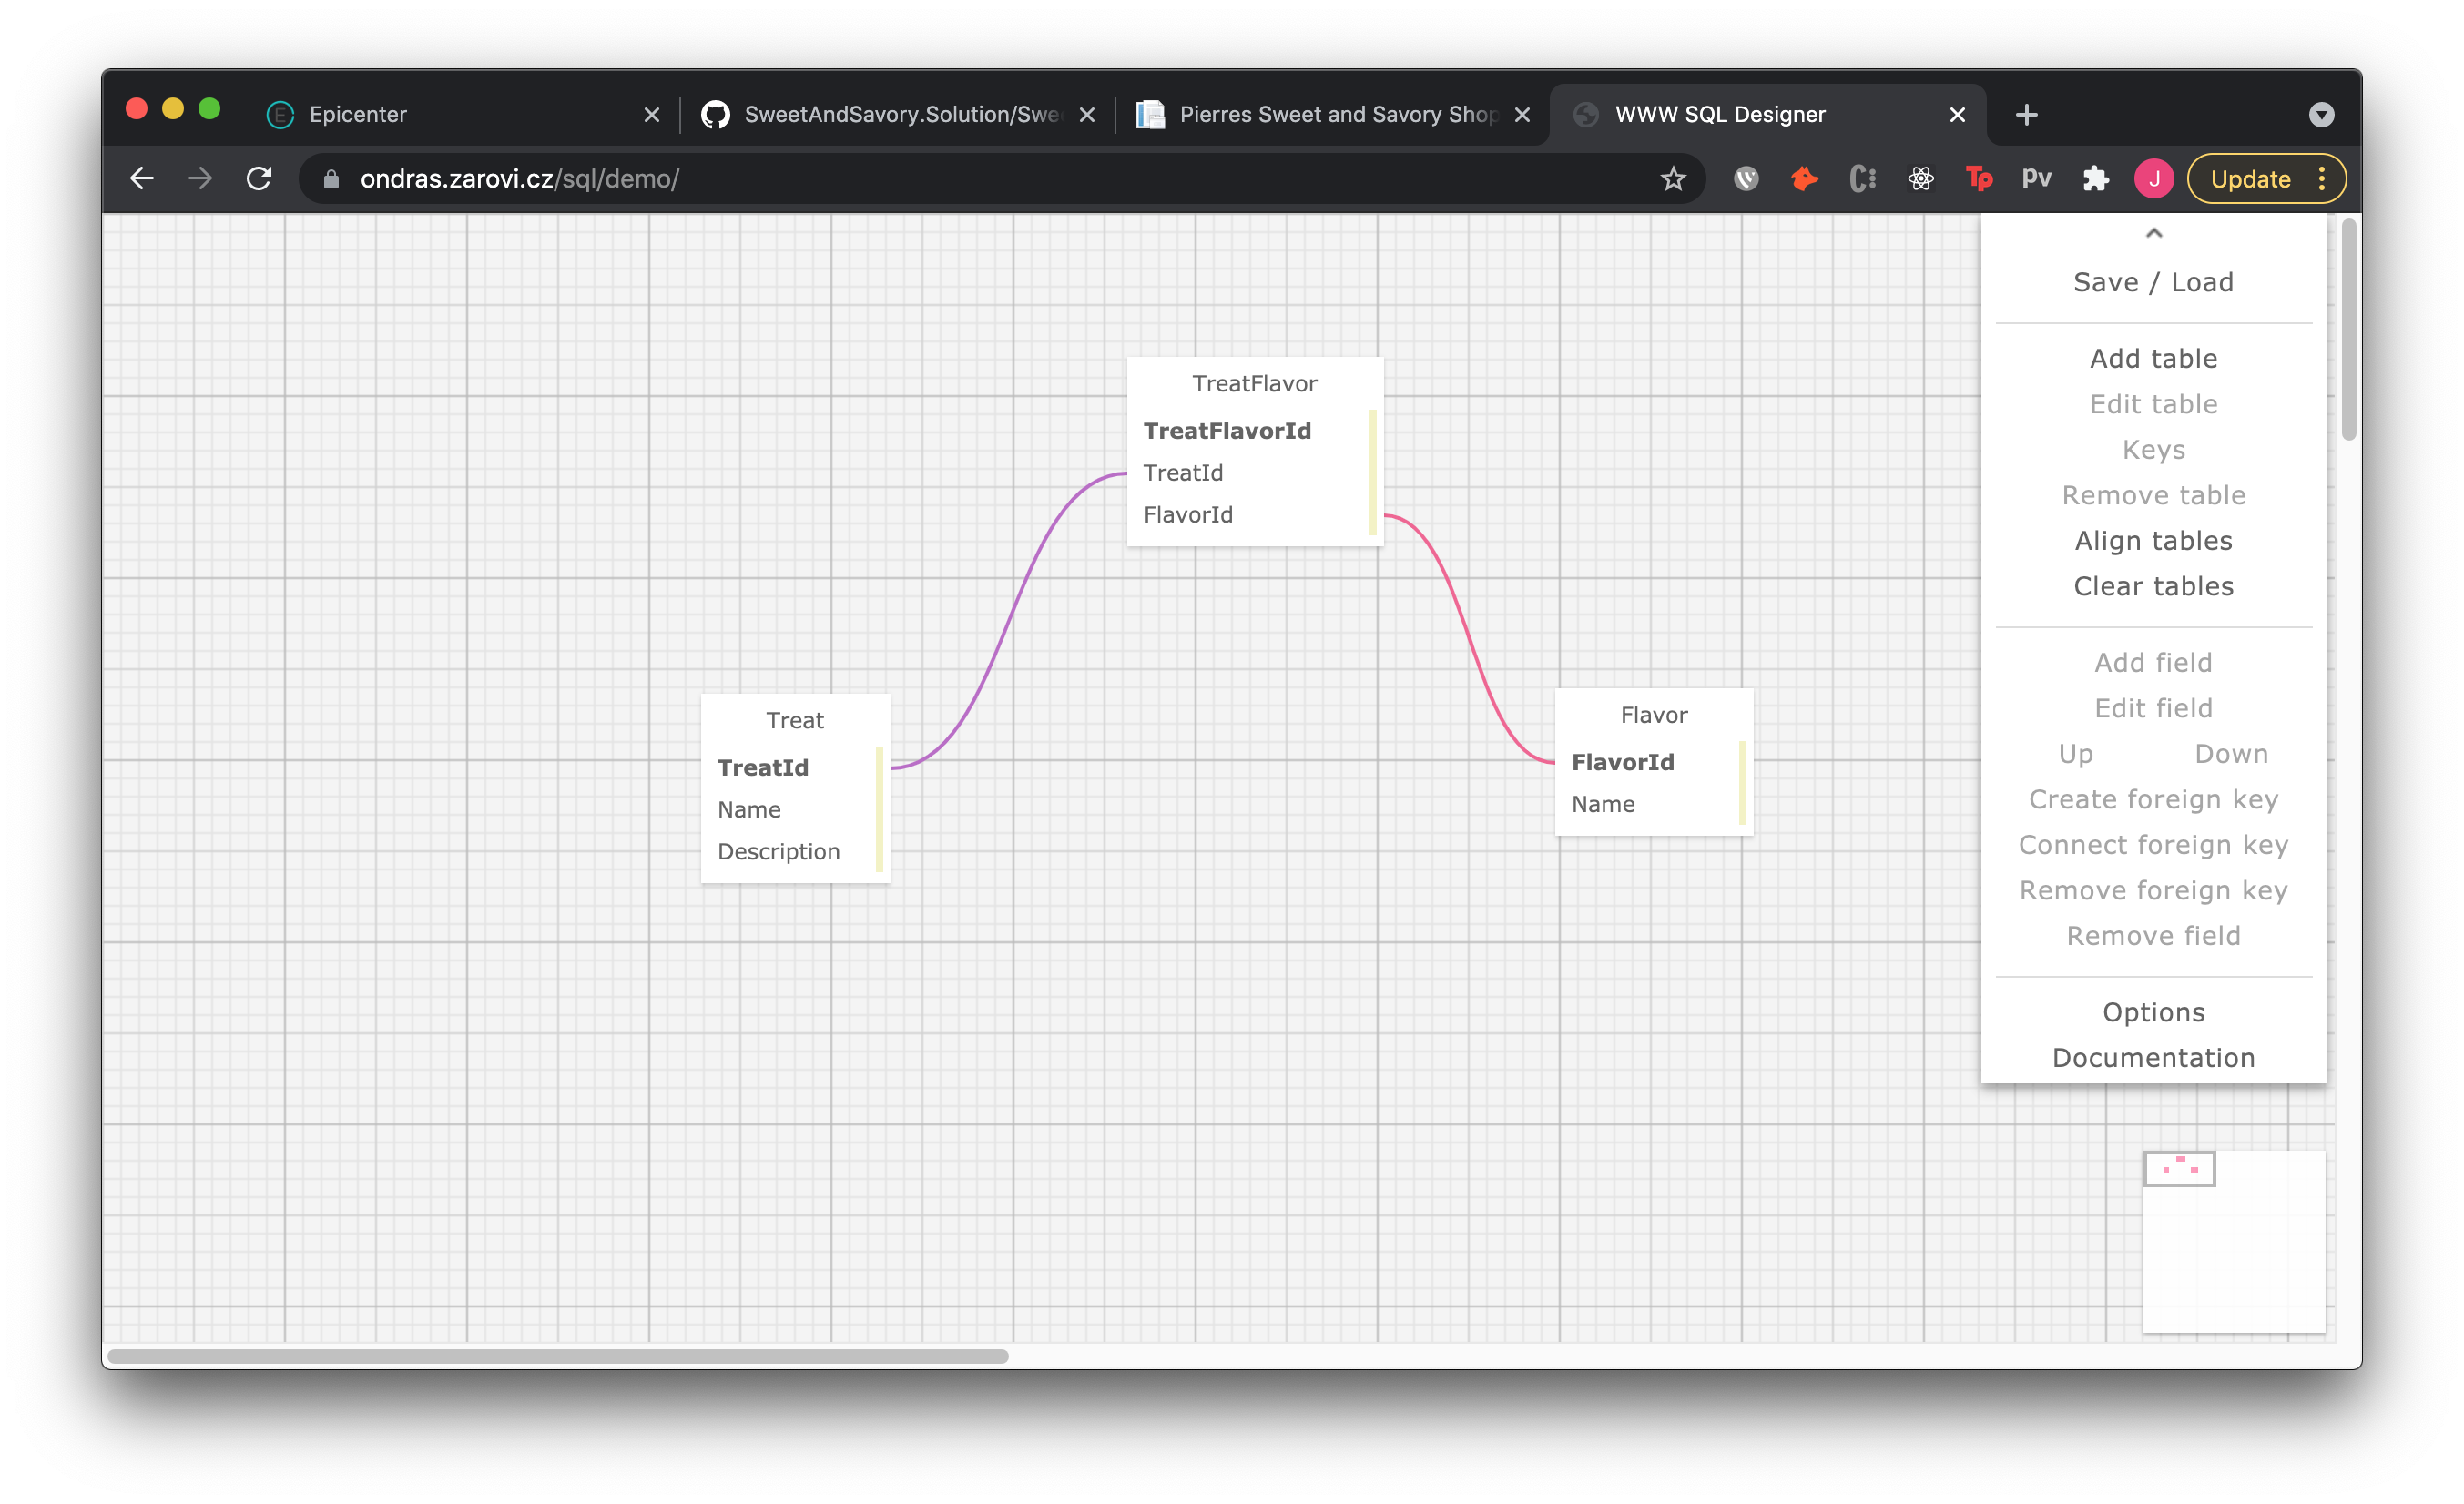 Epicenter
SweetAndSavory.Solution/Swe
Pierres Sweet and Savory Shop
WWW SQL Designer
ondras.zarovi.cz/sql/demo/
Tp
pv
J
Update
Save / Load
Add table
Edit table
Keys
Remove table
Align tables
Clear tables
Add field
Edit field
Up Down
Create foreign key
Connect foreign key
Remove foreign key
Remove field
Options
Documentation
TreatFlavor
TreatFlavorId
TreatId
FlavorId
Treat
TreatId
Name
Description
Flavor
FlavorId
Name